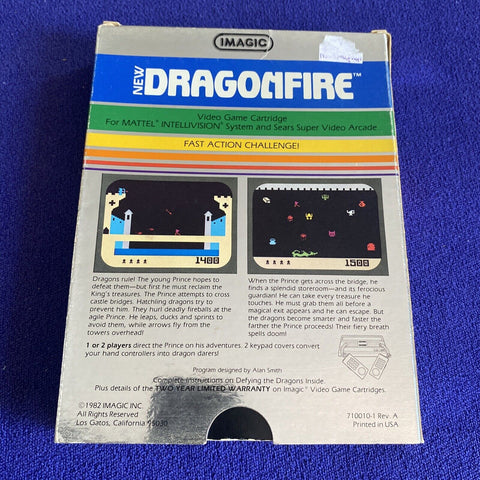 IMAGIC
NEW DRAGONFIRE™
Video Game Cartridge
For MATTEL® INTELLIVISION® System and Sears Super Video Arcade
FAST ACTION CHALLENGE!
1400
1500
Dragons rule! The young Prince hopes to
defeat them—but first he must reclaim the
King's treasures. The Prince attempts to cross
castle bridges. Hatchling dragons try to
prevent him. They hurl deadly fireballs at the
agile Prince. He leaps, ducks and sprints to
avoid them, while arrows fly from the
towers overhead!
When the Prince gets across the bridge, he
finds a splendid storeroom—and its ferocious
guardian! He can take every treasure he
touches. He must grab them all before a
magical exit appears and he can escape. But
the dragons become smarter and faster the
farther the Prince proceeds! Their fiery breath
spells doom!
1 or 2 players direct the Prince on his adventures. 2 keypad covers convert
your hand controllers into dragon darers!
Program designed by Alan Smith
Complete Instructions on Defying the Dragons Inside.
Plus details of the TWO YEAR LIMITED WARRANTY on Imagic® Video Game Cartridges.
©1982 IMAGIC INC.
All Rights Reserved
Los Gatos, California 95030
710010-1 Rev. A
Printed in USA